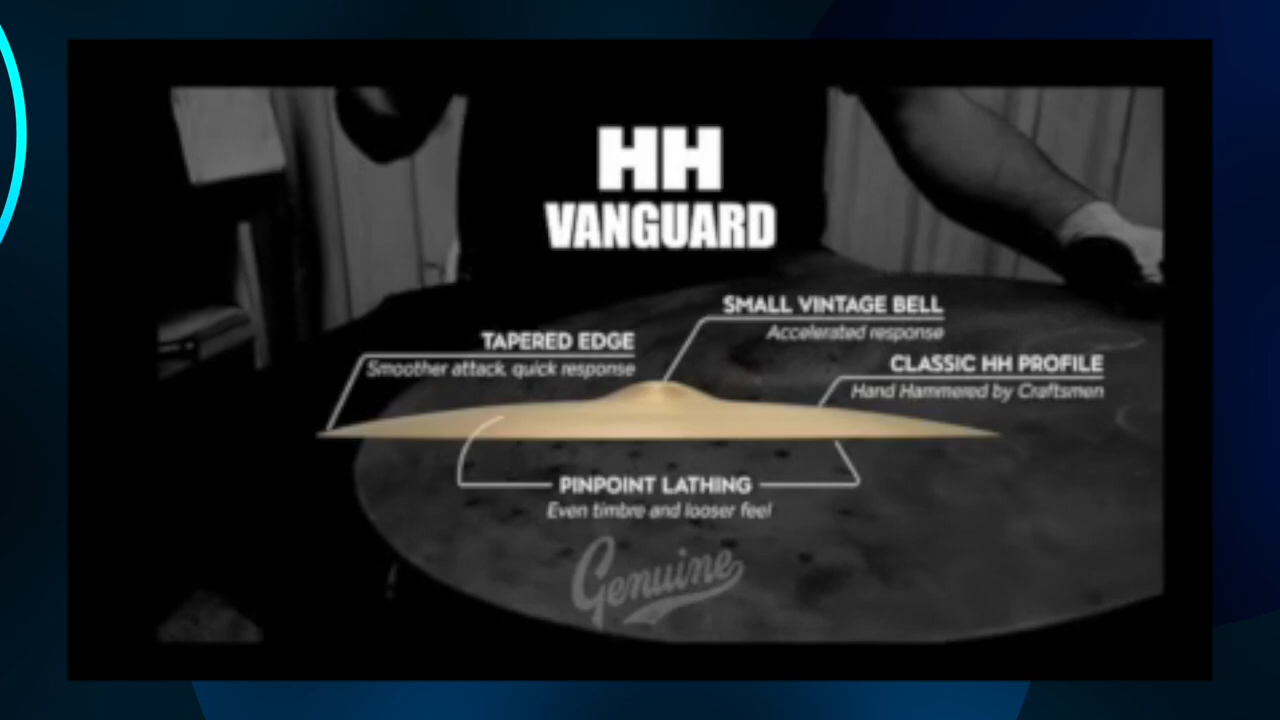 HH
VANGUARD
SMALL VINTAGE BELL
Accelerated response
TAPERED EDGE
Smoother attack, quick response
CLASSIC HH PROFILE
Hand Hammered by Craftsmen
PINPOINT LATHING
Even timbre and looser feel
Genuine